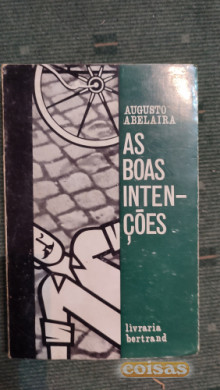 AUGUSTO
ABELAIRA
AS
BOAS
INTEN-
ÇÕES
livraria
bertrand
coisas